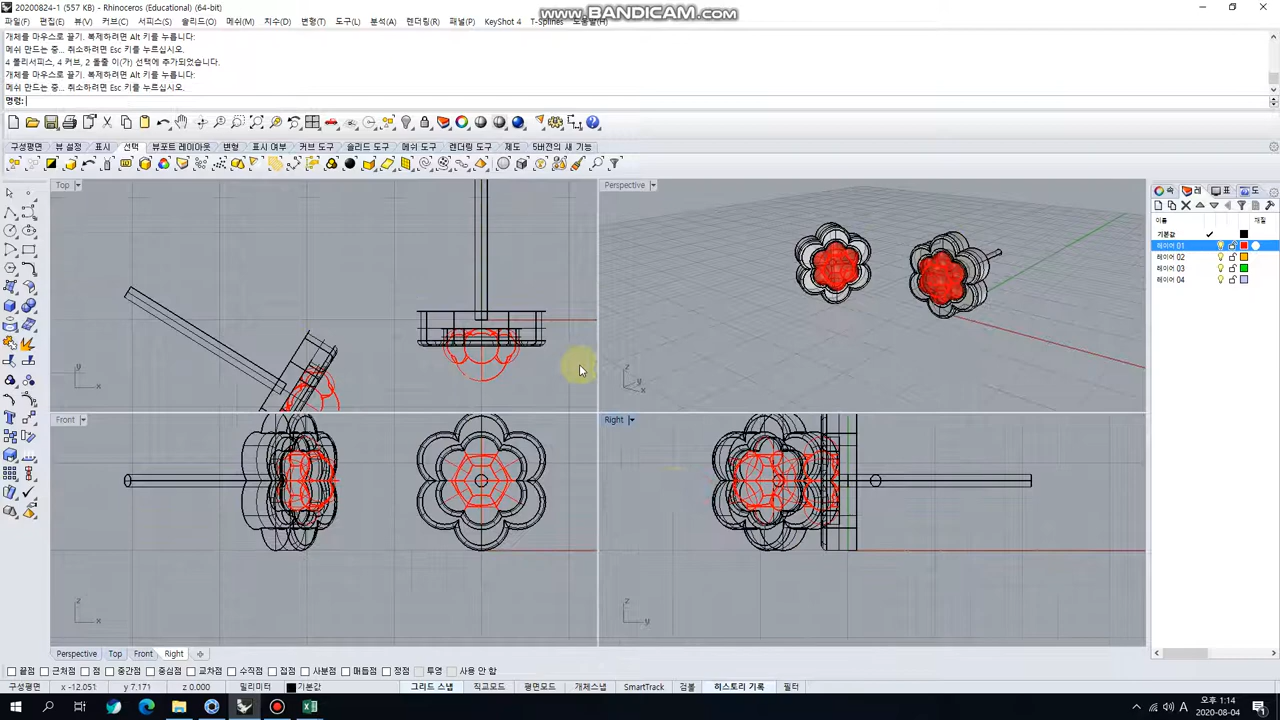 20200824-1 (557 KB) - Rhinoceros (Educational) (64-bit)
www.BANDICAM.com
파일(F) 편집(E) 뷰(V) 커브(C) 서피스(S) 솔리드(O) 메쉬(M) 치수(D) 변형(T) 도구(L) 분석(A) 렌더링(R) 패널(P) KeyShot 4 T-Splines 도움말(H)
개체를 마우스로 끌기. 복제하려면 Alt 키를 누릅니다:
메쉬 만드는 중... 취소하려면 Esc 키를 누르십시오.
4 폴리서피스, 4 커브, 2 돌출 이(가) 선택에 추가되었습니다.
개체를 마우스로 끌기. 복제하려면 Alt 키를 누릅니다:
메쉬 만드는 중... 취소하려면 Esc 키를 누르십시오.
명령:
구성평면 뷰 설정 표시 선택 뷰포트 레이아웃 변형 표시 여부 커브 도구 솔리드 도구 메쉬 도구 렌더링 도구 제도 5버전의 새 기능
Top
Perspective
속 레 표 도
이름 재질
기본값
레이어 01
레이어 02
레이어 03
레이어 04
y
x
z
y
x
Front
Right
z
x
z
y
Perspective Top Front Right
끝점 근처점 점 중간점 중심점 교차점 수직점 접점 사분점 매듭점 정점 투영 사용 안 함
구성평면 x -12.051 y 7.171 z 0.000 밀리미터 기본값 그리드 스냅 직교모드 평면모드 개체스냅 SmartTrack 검볼 히스토리 기록 필터
A 오후 1:14
2020-08-04
1